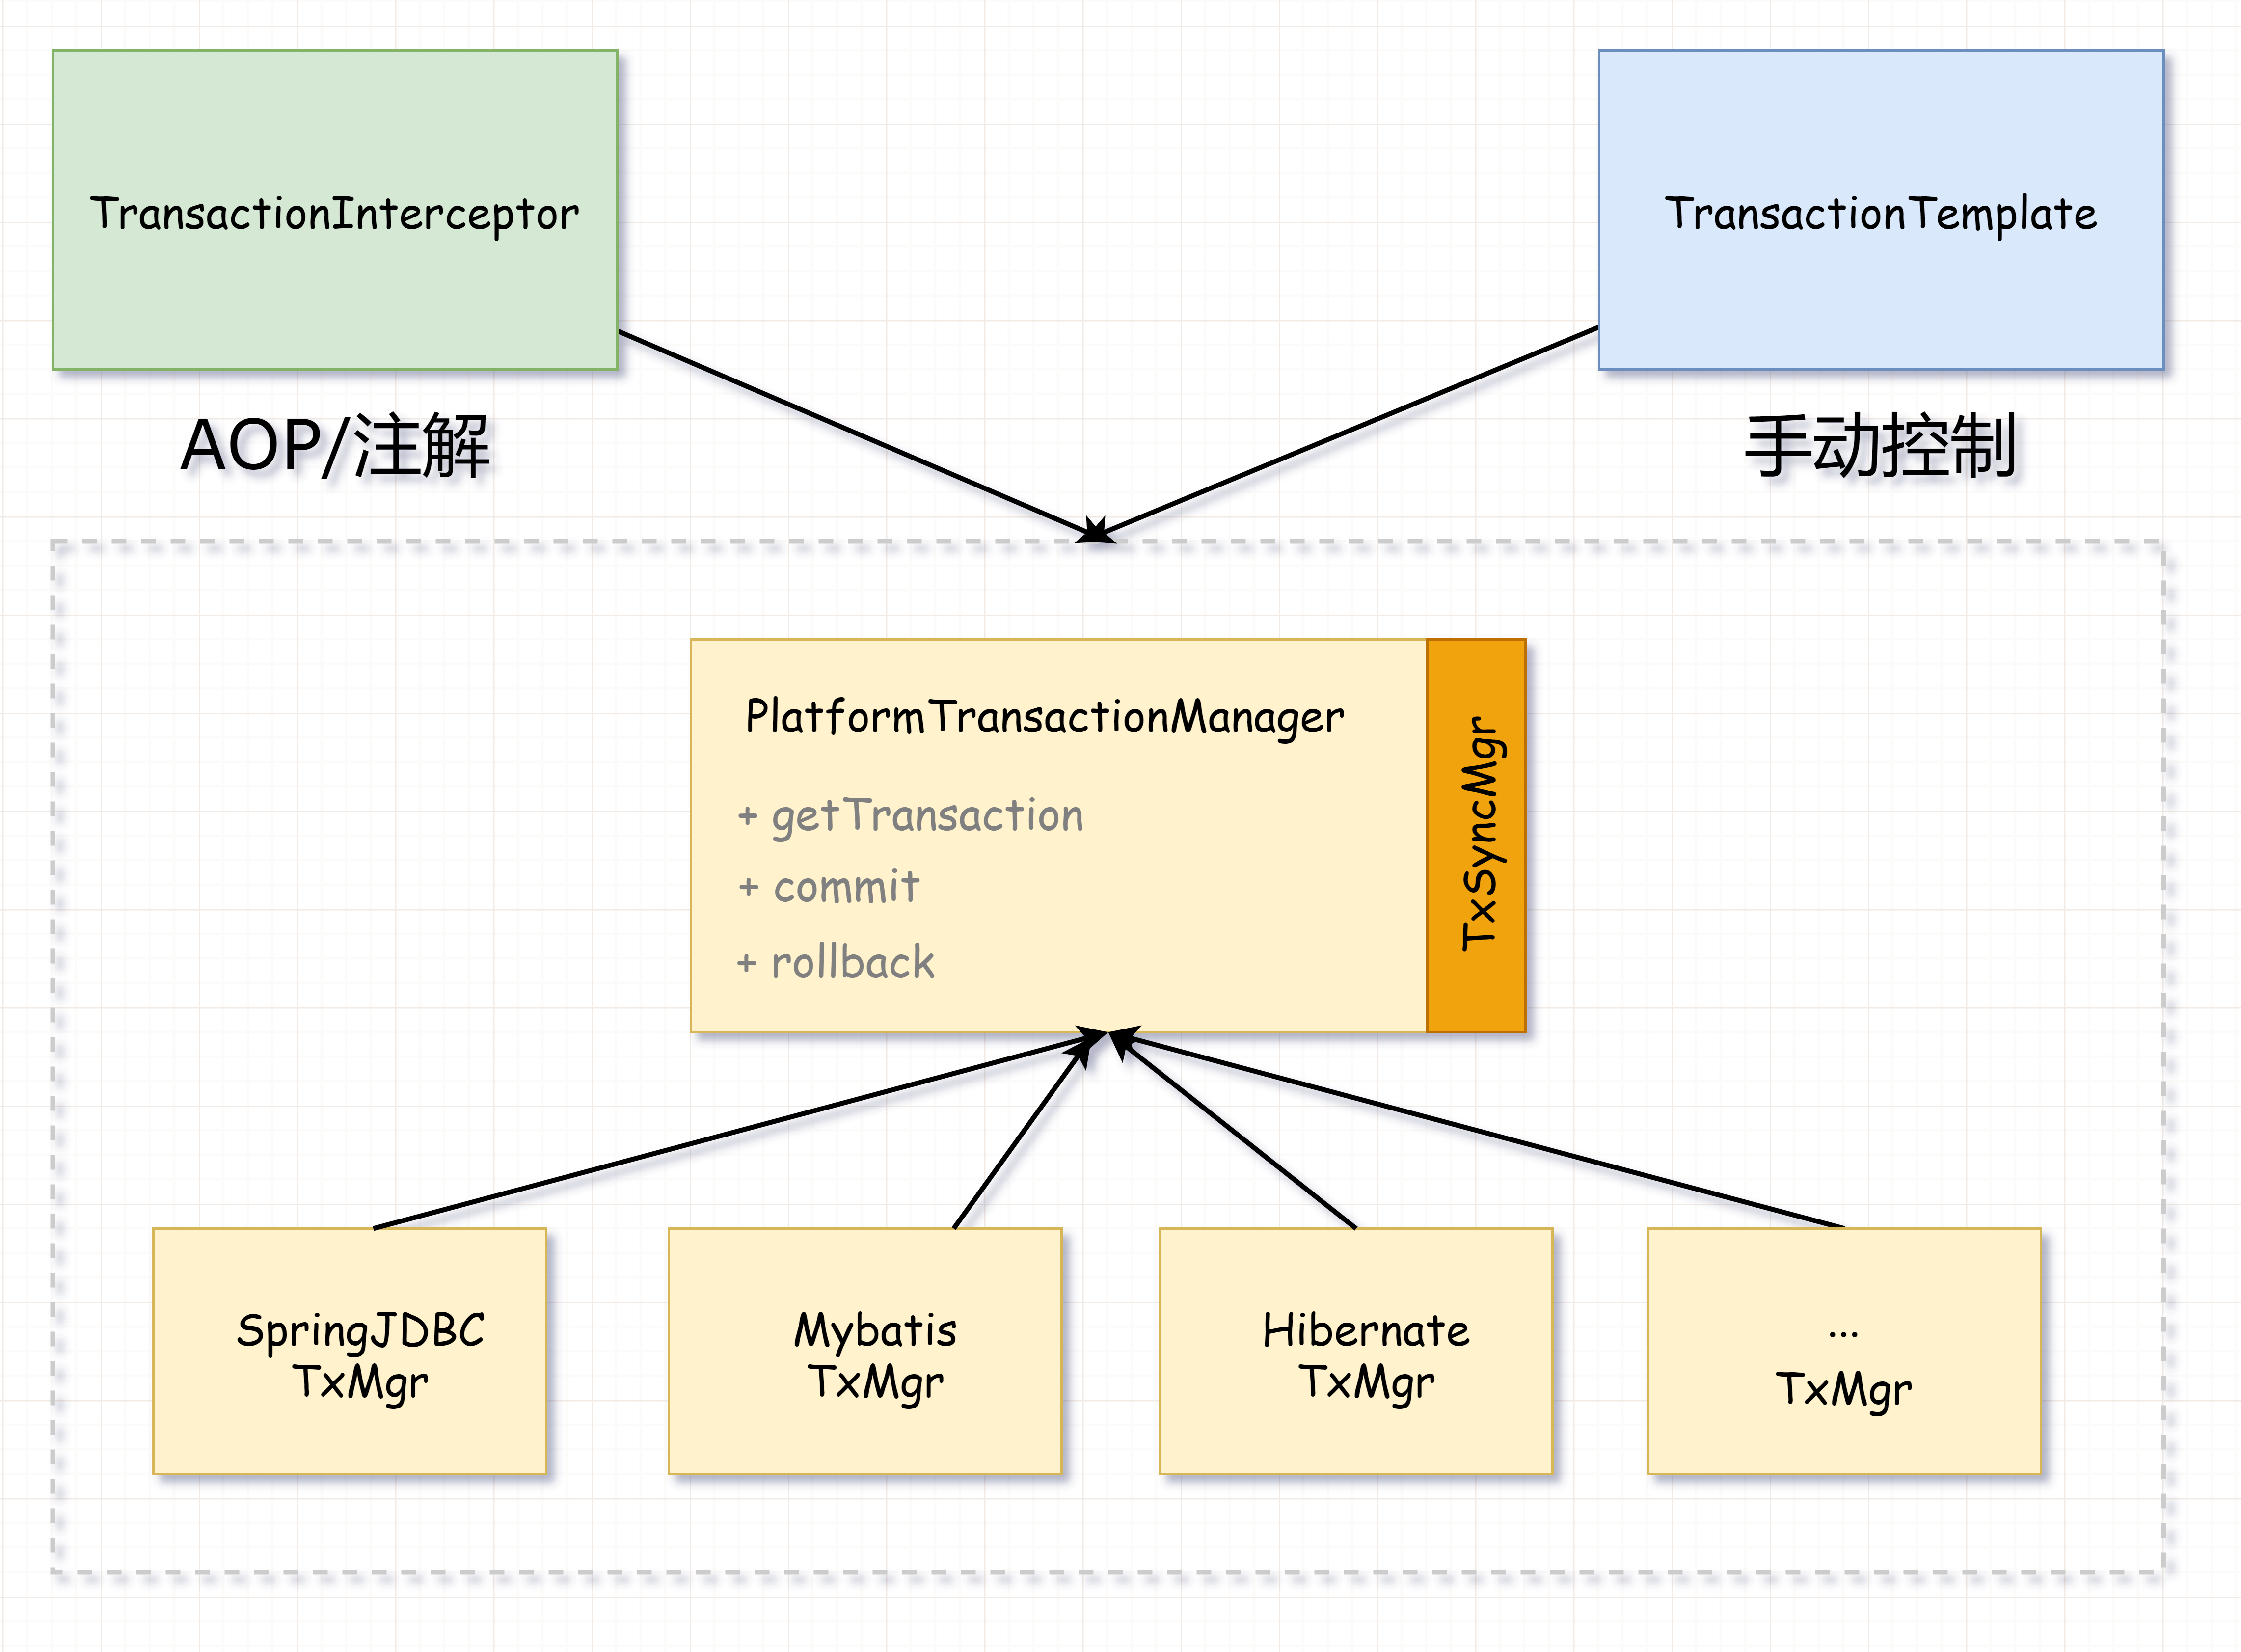 TransactionInterceptor
TransactionTemplate
AOP/注解
手动控制
PlatformTransactionManager
+ getTransaction
+ commit
+ rollback
TxSyncMgr
SpringJDBC
TxMgr
Mybatis
TxMgr
Hibernate
TxMgr
...
TxMgr